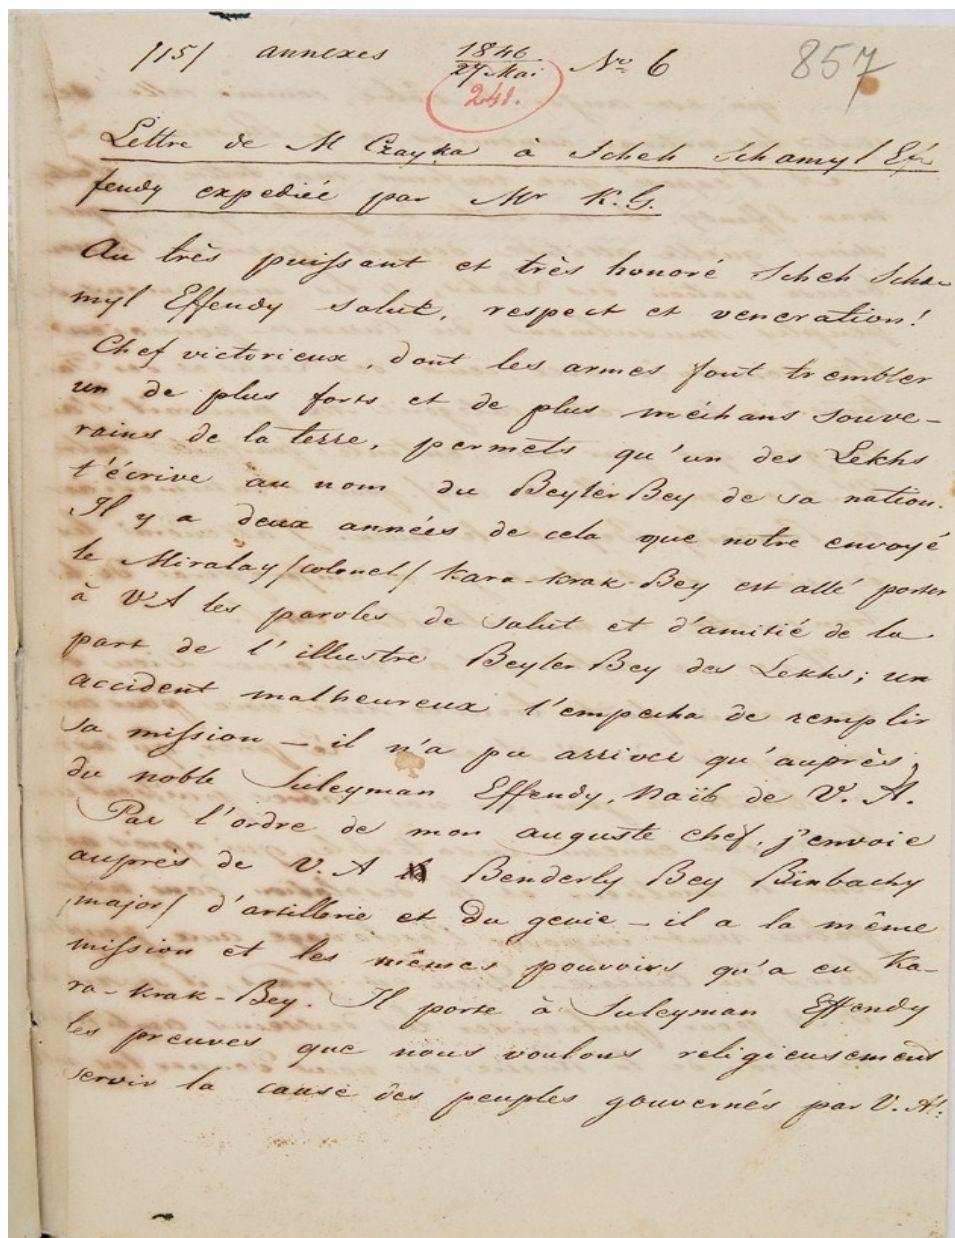 /15/ annexes 1846 / 27 Mai No 6 857
241.
Lettre de M Czayka à Scheh Schamyl Ef-
fendy expediée par Mr K. G.
Au très puissant et très honoré Scheh Scha-
myl Effendy salut, respect et veneration!
Chef victorieux, dont les armes font trembler
un de plus forts et de plus méchans souve-
rains de la terre, permets qu'un des Lekhs
t'écrive au nom du BeylerBey de sa nation.
Il y a deux années de cela que notre envoyé
le Miralay /colonel/ Kara-Krak-Bey est allé porter
à VA les paroles de salut et d'amitié de la
part de l'illustre BeylerBey des Lekhs; un
accident malheureux l'empecha de remplir
sa mission – il n'a pu arriver qu'auprès
du noble Suleyman Effendy, Naïb de V. A.
Par l'ordre de mon auguste chef, j'envoie
auprès de V. A Benderly Bey Binbachy
major/ d'artillerie et du genie – il a la même
mission et les mêmes pouvoirs qu'a eu Ka-
ra-Krak-Bey. Il porte à Suleyman Effendy
les preuves que nous voulons religieusement
servir la cause des peuples gouvernés par V. A.